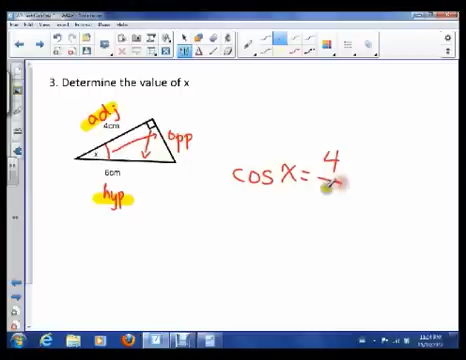 3. Determine the value of x
adj
4cm
opp
x
6cm
hyp
cos x = 4